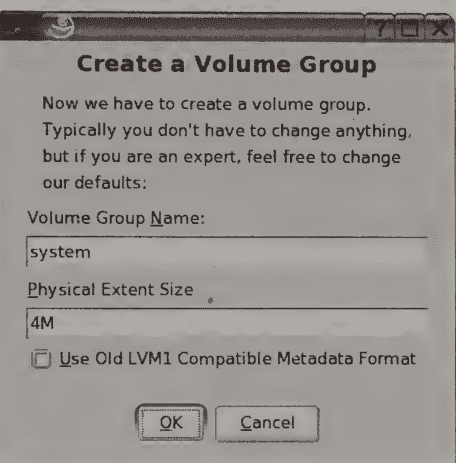 Create a Volume Group
Now we have to create a volume group.
Typically you don't have to change anything,
but if you are an expert, feel free to change
our defaults:
Volume Group Name:
system
Physical Extent Size
4M
Use Old LVM1 Compatible Metadata Format
OK Cancel